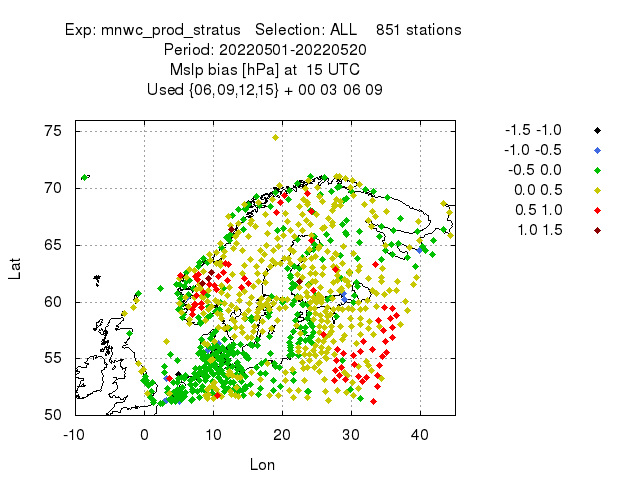 Exp: mnwc_prod_stratus   Selection: ALL    851 stations
Period: 20220501-20220520
Mslp bias [hPa] at  15 UTC
Used {06,09,12,15} + 00 03 06 09
-1.5 -1.0
-1.0 -0.5
-0.5 0.0
0.0 0.5
0.5 1.0
1.0 1.5
75
70
65
60
55
50
Lat
-10 0 10 20 30 40
Lon